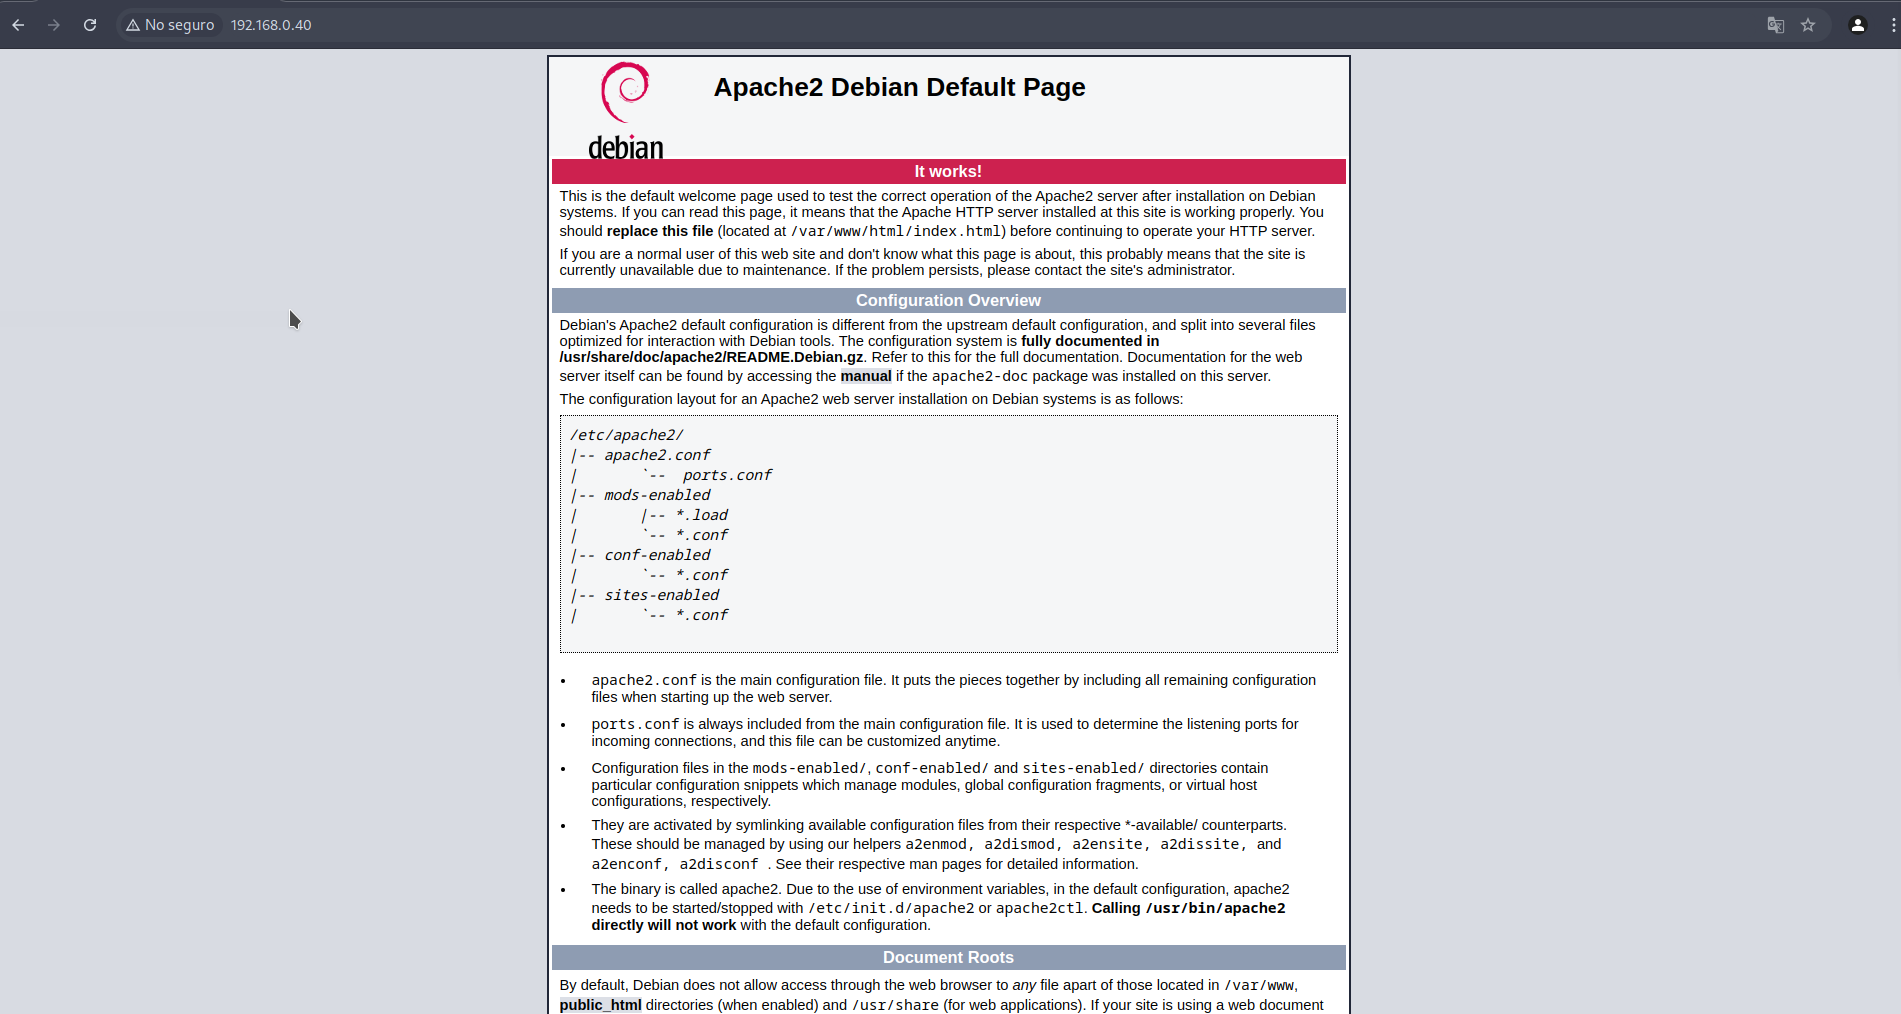 No seguro 192.168.0.40
debian
Apache2 Debian Default Page
It works!
This is the default welcome page used to test the correct operation of the Apache2 server after installation on Debian
systems. If you can read this page, it means that the Apache HTTP server installed at this site is working properly. You
should replace this file (located at /var/www/html/index.html) before continuing to operate your HTTP server.
If you are a normal user of this web site and don't know what this page is about, this probably means that the site is
currently unavailable due to maintenance. If the problem persists, please contact the site's administrator.
Configuration Overview
Debian's Apache2 default configuration is different from the upstream default configuration, and split into several files
optimized for interaction with Debian tools. The configuration system is fully documented in
/usr/share/doc/apache2/README.Debian.gz. Refer to this for the full documentation. Documentation for the web
server itself can be found by accessing the manual if the apache2-doc package was installed on this server.
The configuration layout for an Apache2 web server installation on Debian systems is as follows:
/etc/apache2/
|-- apache2.conf
|       `--  ports.conf
|-- mods-enabled
|       |-- *.load
|       `-- *.conf
|-- conf-enabled
|       `-- *.conf
|-- sites-enabled
|       `-- *.conf
• apache2.conf is the main configuration file. It puts the pieces together by including all remaining configuration
files when starting up the web server.
• ports.conf is always included from the main configuration file. It is used to determine the listening ports for
incoming connections, and this file can be customized anytime.
• Configuration files in the mods-enabled/, conf-enabled/ and sites-enabled/ directories contain
particular configuration snippets which manage modules, global configuration fragments, or virtual host
configurations, respectively.
• They are activated by symlinking available configuration files from their respective *-available/ counterparts.
These should be managed by using our helpers a2enmod, a2dismod, a2ensite, a2dissite, and
a2enconf, a2disconf . See their respective man pages for detailed information.
• The binary is called apache2. Due to the use of environment variables, in the default configuration, apache2
needs to be started/stopped with /etc/init.d/apache2 or apache2ctl. Calling /usr/bin/apache2
directly will not work with the default configuration.
Document Roots
By default, Debian does not allow access through the web browser to any file apart of those located in /var/www,
public_html directories (when enabled) and /usr/share (for web applications). If your site is using a web document